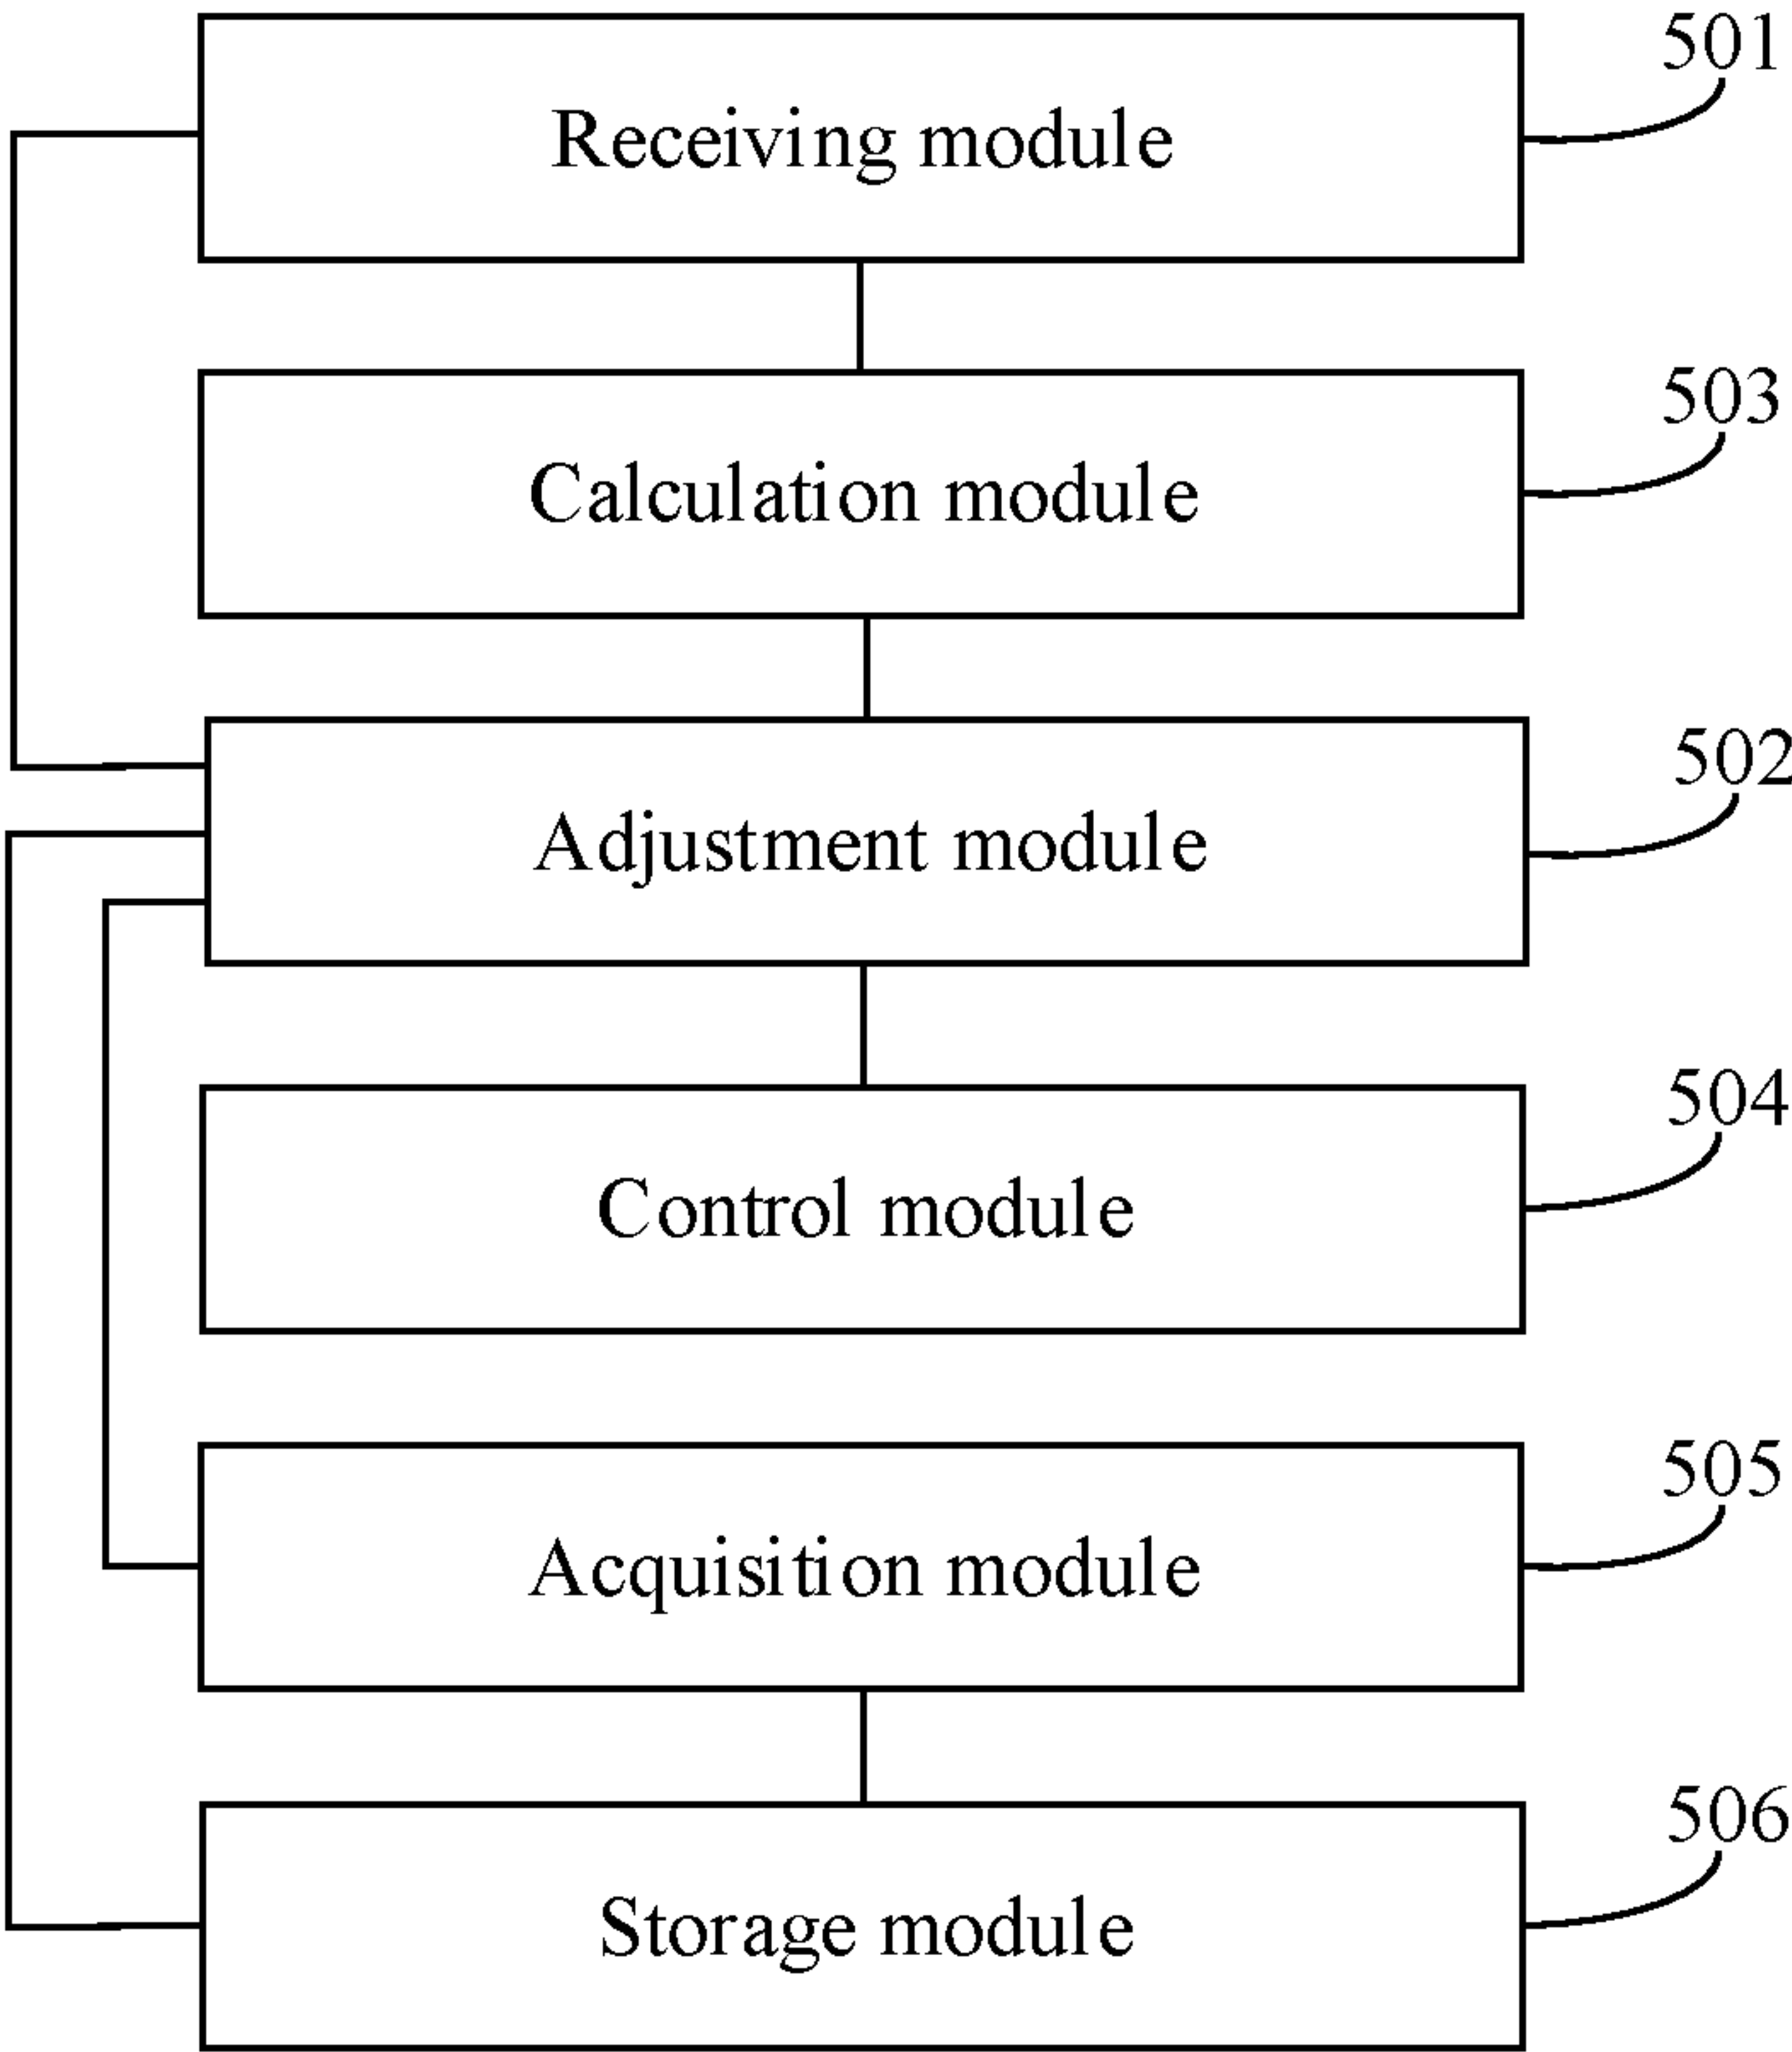 501
Receiving module
503
Calculation module
502
Adjustment module
504
Control module
505
Acquisition module
506
Storage module